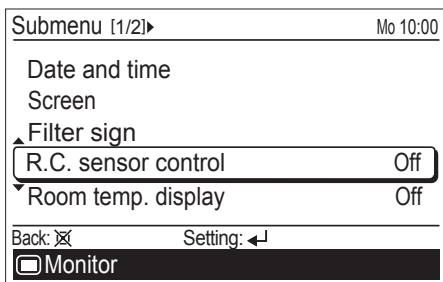 Submenu [1/2]▸ Mo 10:00
Date and time
Screen
Filter sign
R.C. sensor control Off
Room temp. display Off
Back: Setting:
Monitor